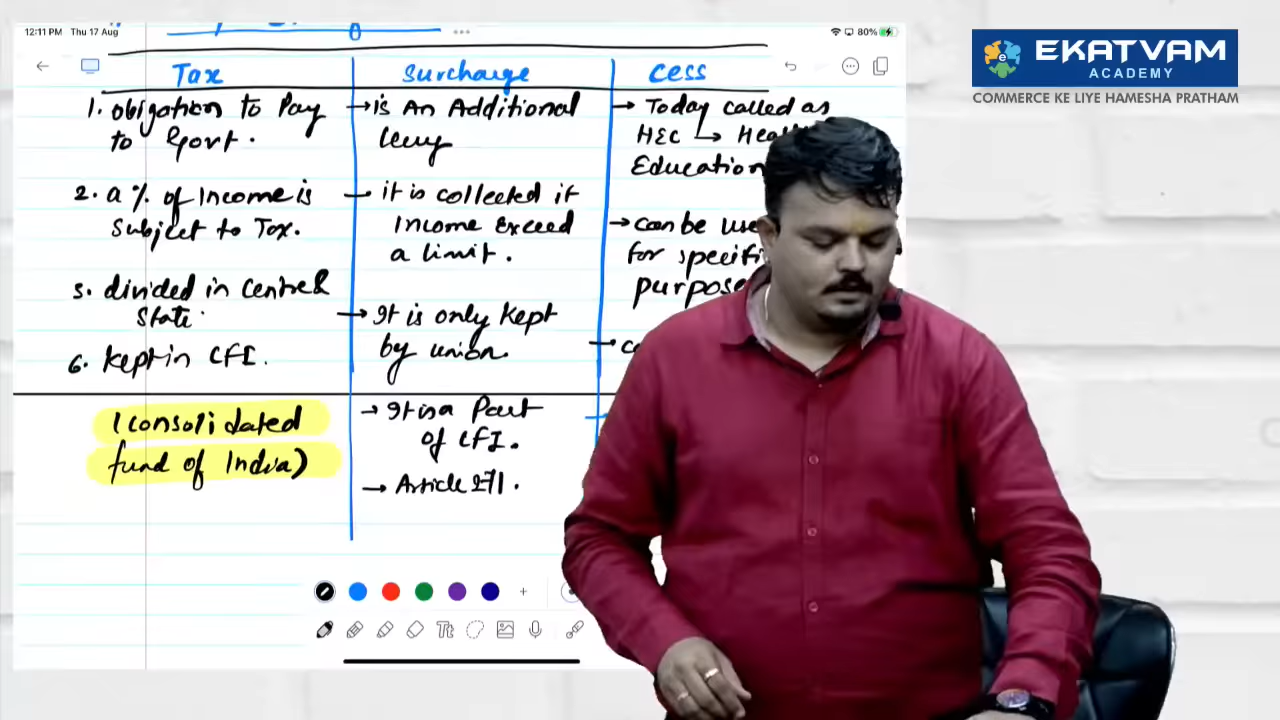 12:11 PM Thu 17 Aug
80%
EKATVAM
ACADEMY
COMMERCE KE LIYE HAMESHA PRATHAM
Tax
Surcharge
Cess
1. obligation to Pay
to Govt.
2. a % of Income is
Subject to Tax.
5. divided in Centre &
State.
6. Kept in CFI.
(consolidated
fund of India)
→ is An Additional
levy
→ it is collected if
Income Exceed
a limit.
→ It is only Kept
by union.
→ It is a Part
of CFI.
→ Article 271.
→ Today called as
HEC → Heal
Education
→ can be use
for specifi
purpose
Tt